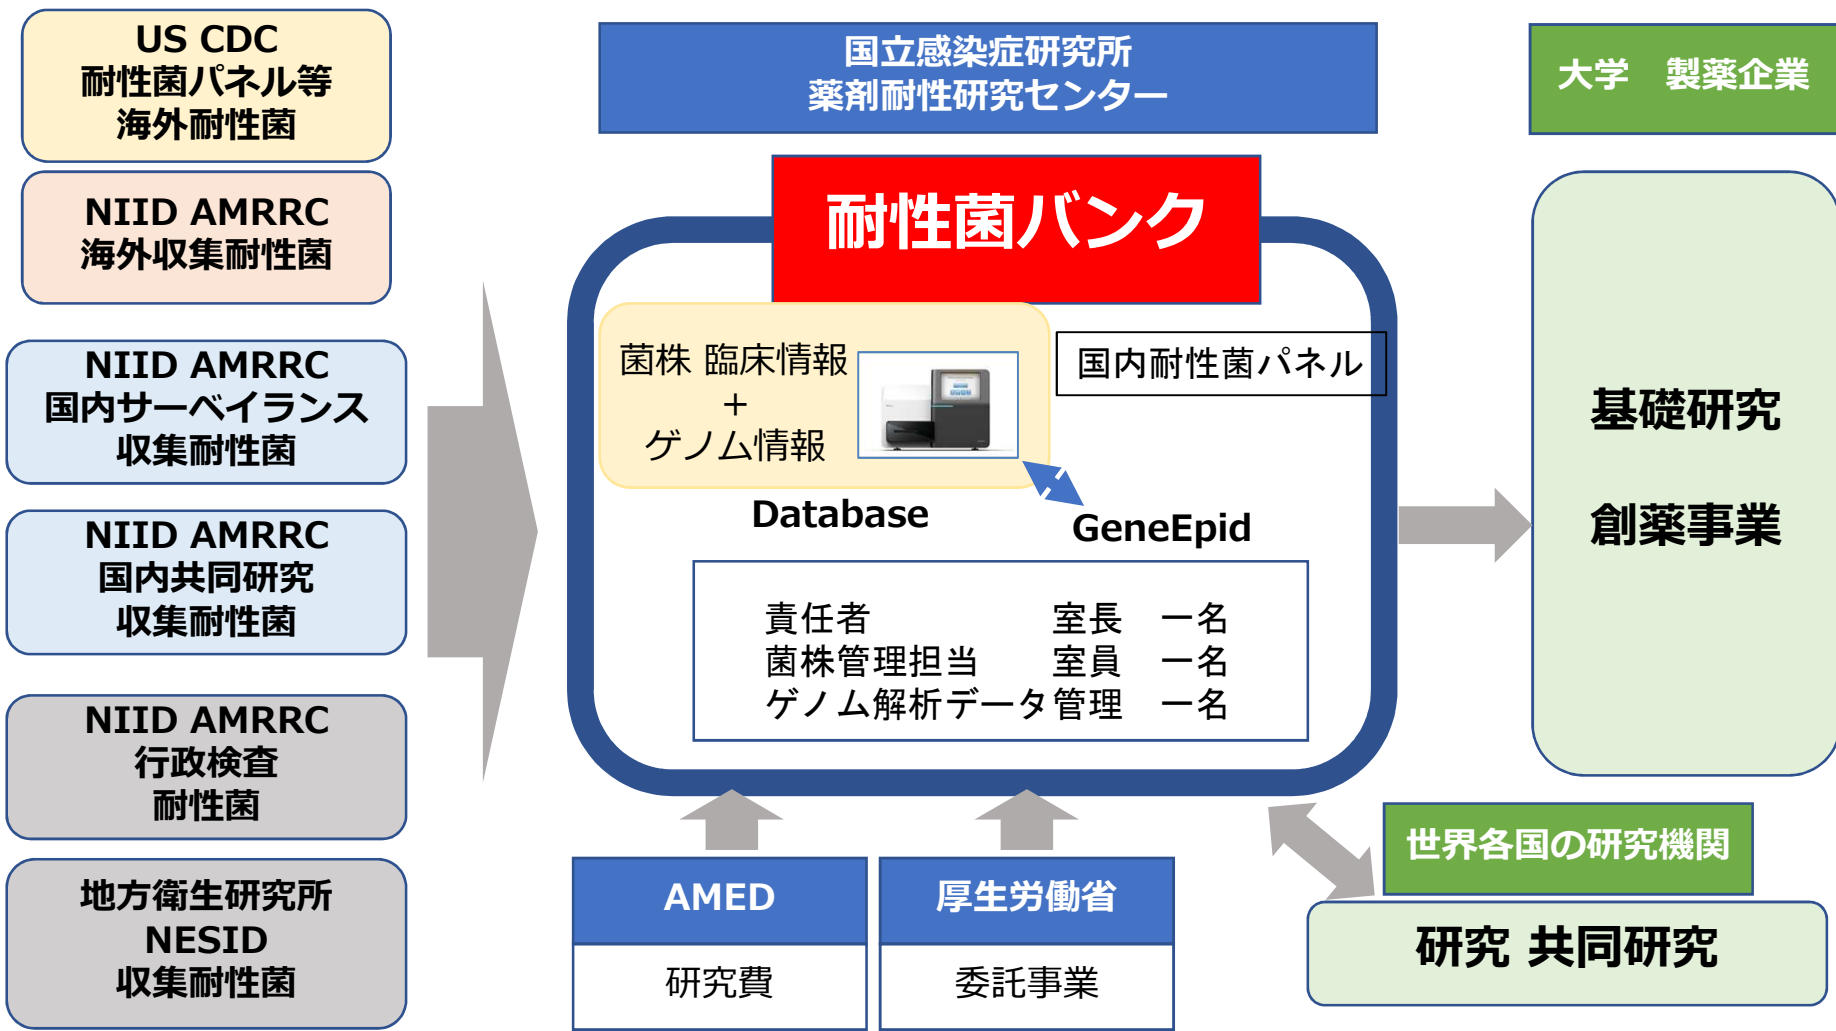 US CDC
耐性菌パネル等
海外耐性菌
NIID AMRRC
海外収集耐性菌
NIID AMRRC
国内サーベイランス
収集耐性菌
NIID AMRRC
国内共同研究
収集耐性菌
NIID AMRRC
行政検査
耐性菌
地方衛生研究所
NESID
収集耐性菌
国立感染症研究所
薬剤耐性研究センター
耐性菌バンク
菌株 臨床情報
+
ゲノム情報
国内耐性菌パネル
Database
GeneEpid
責任者 室長 一名
菌株管理担当 室員 一名
ゲノム解析データ管理 一名
AMED
研究費
厚生労働省
委託事業
大学 製薬企業
基礎研究
創薬事業
世界各国の研究機関
研究 共同研究